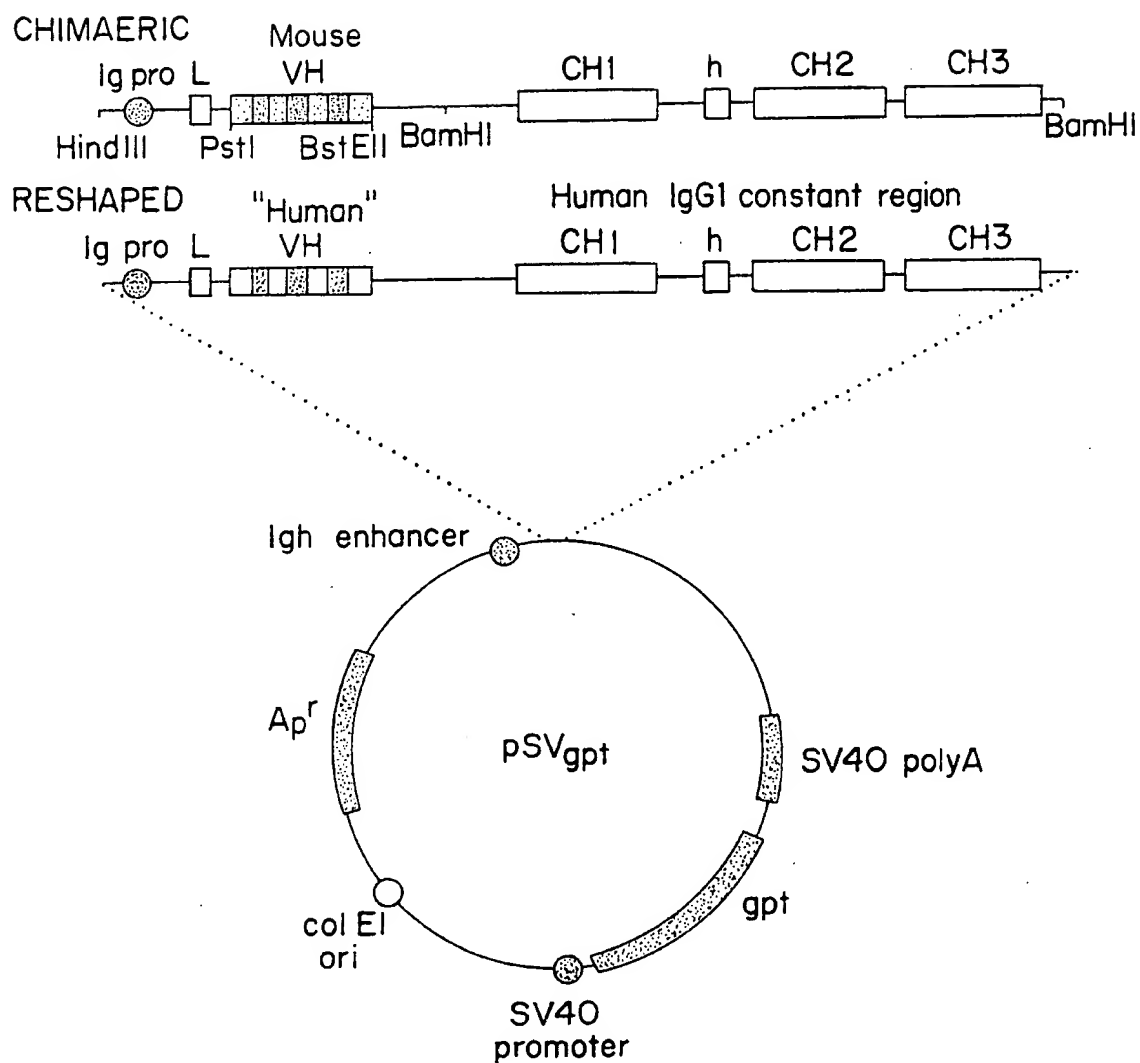 CHIMAERIC
Mouse
Ig pro L VH CH1 h CH2 CH3
HindIII PstI BstEII BamHI BamHI
RESHAPED "Human" Human IgG1 constant region
Ig pro L VH CH1 h CH2 CH3
Igh enhancer
Apʳ
pSVgpt
SV40 polyA
gpt
col EI
ori
SV40
promoter